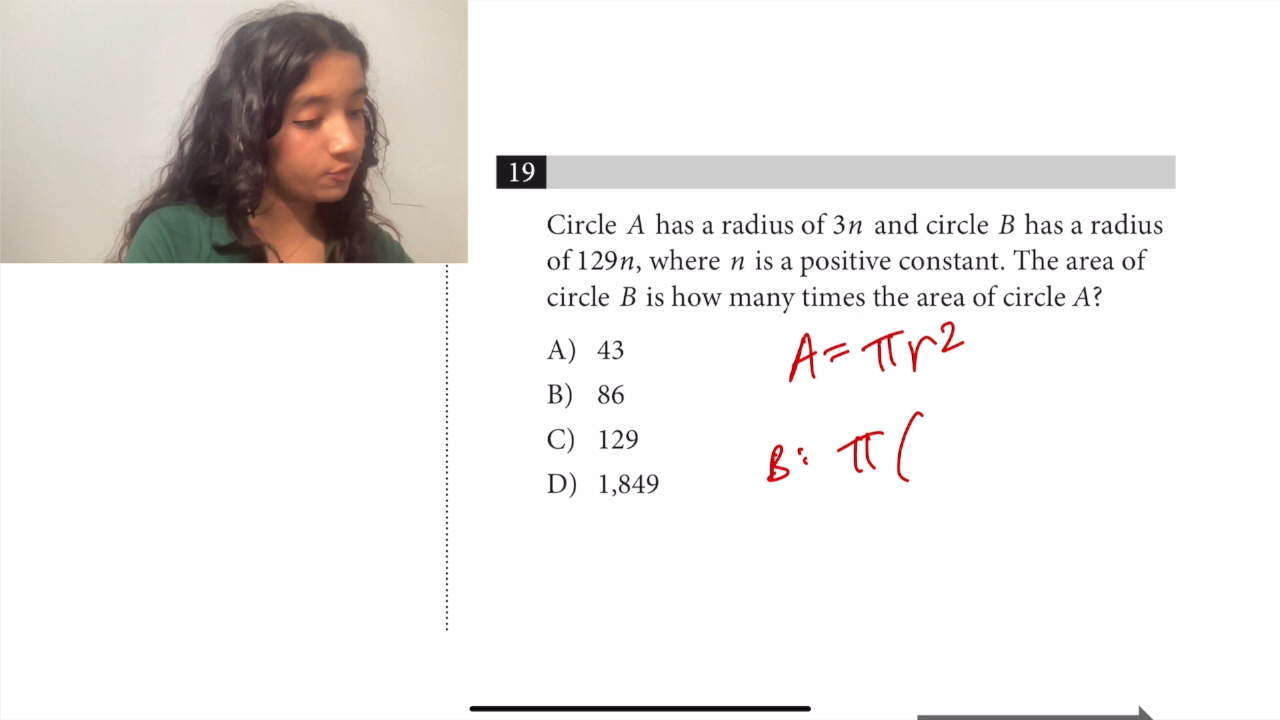 19
Circle A has a radius of 3n and circle B has a radius
of 129n, where n is a positive constant. The area of
circle B is how many times the area of circle A?
A) 43
B) 86
C) 129
D) 1,849
A = πr²
B: π (